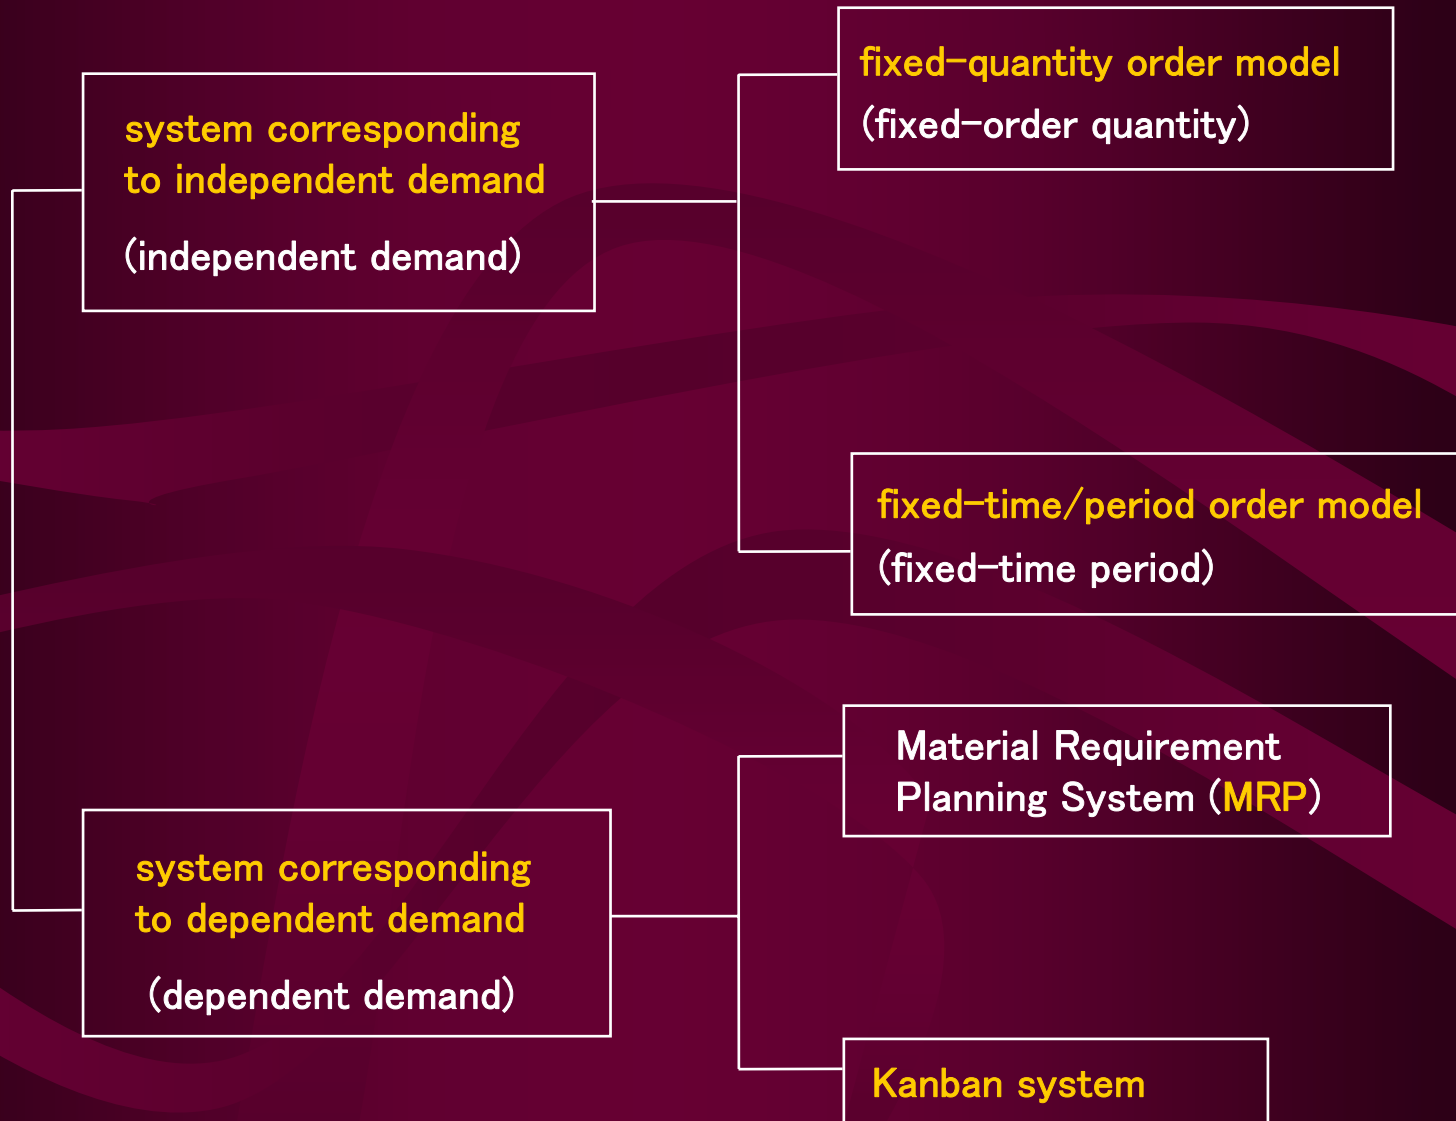 system corresponding
to independent demand
(independent demand)
fixed-quantity order model
(fixed-order quantity)
fixed-time/period order model
(fixed-time period)
system corresponding
to dependent demand
(dependent demand)
Material Requirement
Planning System (MRP)
Kanban system